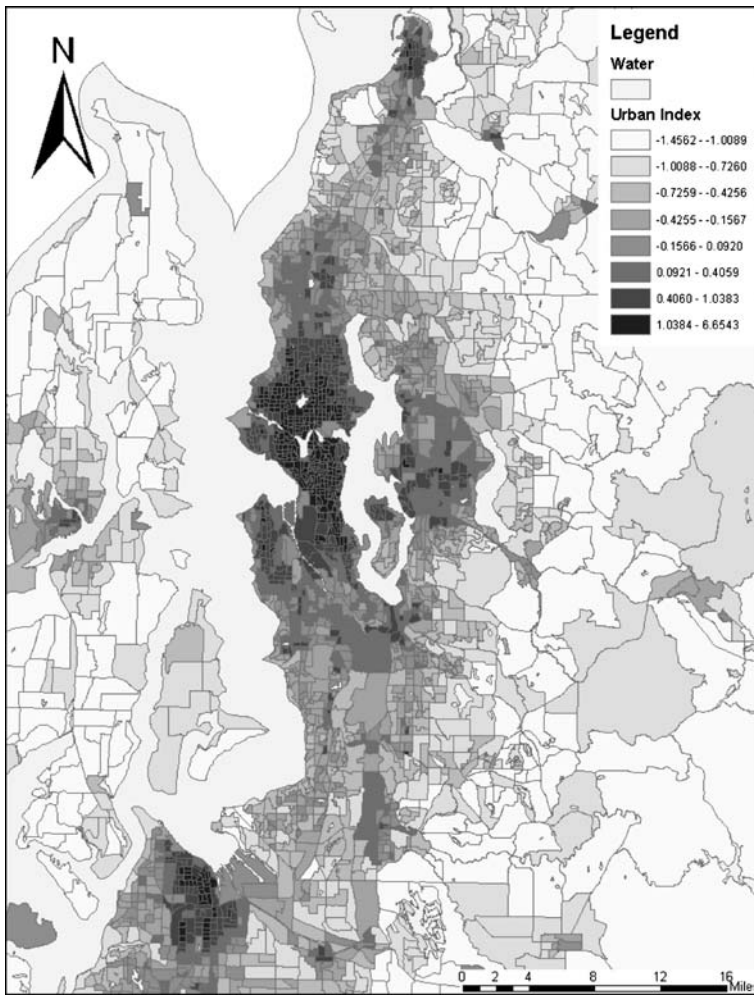 N
Legend
Water
Urban Index
-1.4562 - -1.0089
-1.0088 - -0.7260
-0.7259 - -0.4256
-0.4255 - -0.1567
-0.1566 - 0.0920
0.0921 - 0.4059
0.4060 - 1.0383
1.0384 - 6.6543
0 2 4 8 12 16
Mile